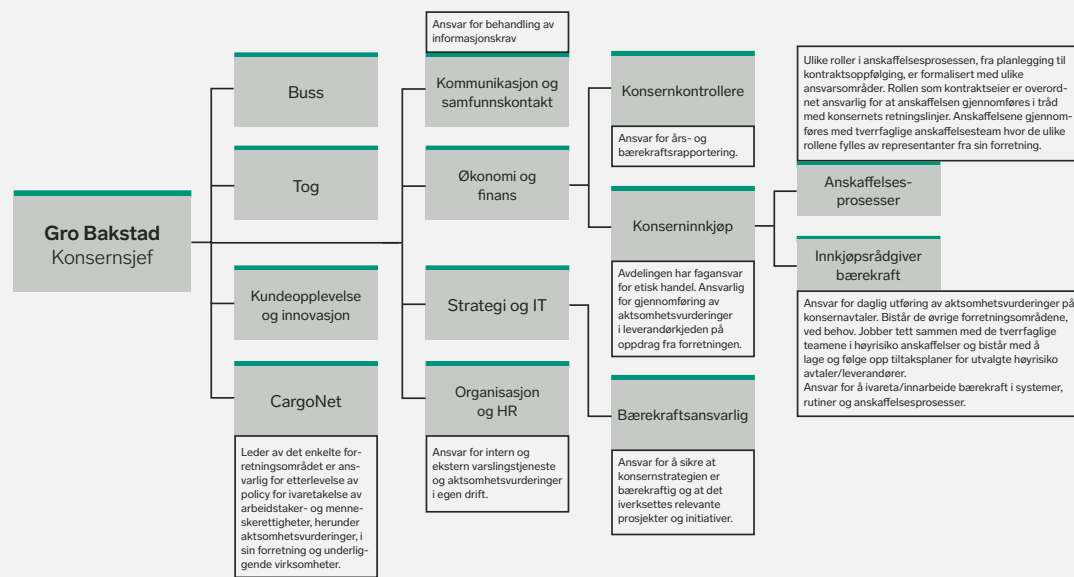 Gro Bakstad
Konsernsjef
Buss
Tog
Kundeopplevelse
og innovasjon
CargoNet
Leder av det enkelte for-
retningsområdet er ans-
varlig for etterlevelse av
policy for ivaretakelse av
arbeidstaker- og menne-
skerettigheter, herunder
aktsomhetsvurderinger, i
sin forretning og underlig-
gende virksomheter.
Ansvar for behandling av
informasjonskrav
Kommunikasjon og
samfunnskontakt
Økonomi og
finans
Strategi og IT
Organisasjon
og HR
Ansvar for intern og
ekstern varslingstjeneste
og aktsomhetsvurderinger
i egen drift.
Konsernkontrollere
Ansvar for års- og
bærekraftsrapportering.
Konserninnkjøp
Avdelingen har fagansvar
for etisk handel. Ansvarlig
for gjennomføring av
aktsomhetsvurderinger
i leverandørkjeden på
oppdrag fra forretningen.
Bærekraftsansvarlig
Ansvar for å sikre at
konsernstrategien er
bærekraftig og at det
iverksettes relevante
prosjekter og initiativer.
Ulike roller i anskaffelsesprosessen, fra planlegging til
kontraktsoppfølging, er formalisert med ulike
ansvarsområder. Rollen som kontraktseier er overord-
net ansvarlig for at anskaffelsen gjennomføres i tråd
med konsernets retningslinjer. Anskaffelsene gjennom-
føres med tverrfaglige anskaffelsesteam hvor de ulike
rollene fylles av representanter fra sin forretning.
Anskaffelses-
prosesser
Innkjøpsrådgiver
bærekraft
Ansvar for daglig utføring av aktsomhetsvurderinger på
konsernavtaler. Bistår de øvrige forretningsområdene,
ved behov. Jobber tett sammen med de tverrfaglige
teamene i høyrisiko anskaffelser og bistår med å
lage og følge opp tiltaksplaner for utvalgte høyrisiko
avtaler/leverandører.
Ansvar for å ivareta/innarbeide bærekraft i systemer,
rutiner og anskaffelsesprosesser.